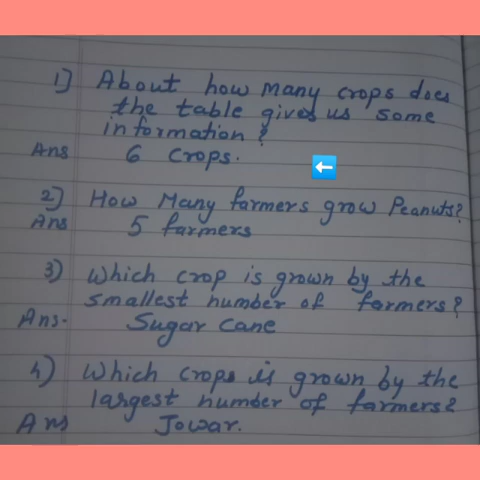 1] About how many crops does
the table gives us some
information?
Ans 6 crops.
2] How Many farmers grow Peanuts?
Ans 5 farmers
3) Which crop is grown by the
smallest number of farmers?
Ans- Sugar cane
4) Which crops is grown by the
largest number of farmers?
Ans Jowar.